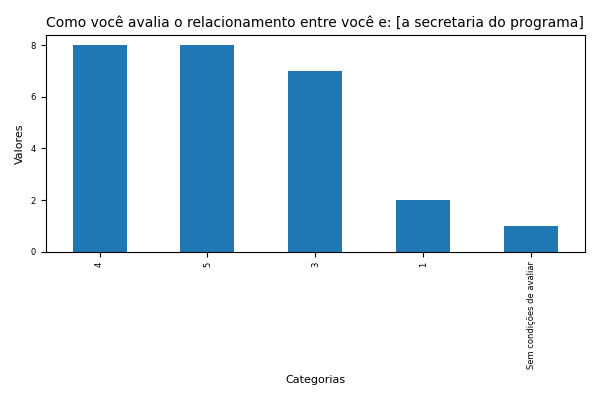 Como você avalia o relacionamento entre você e: [a secretaria do programa]
Valores
8
6
4
2
0
4
5
3
1
Sem condições de avaliar
Categorias